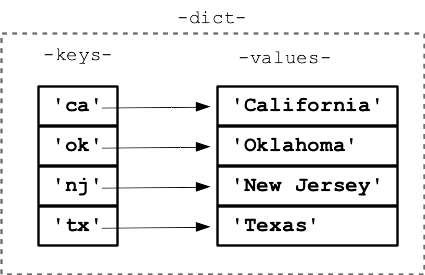 -dict-
-keys- -values-
'ca' 'California'
'ok' 'Oklahoma'
'nj' 'New Jersey'
'tx' 'Texas'